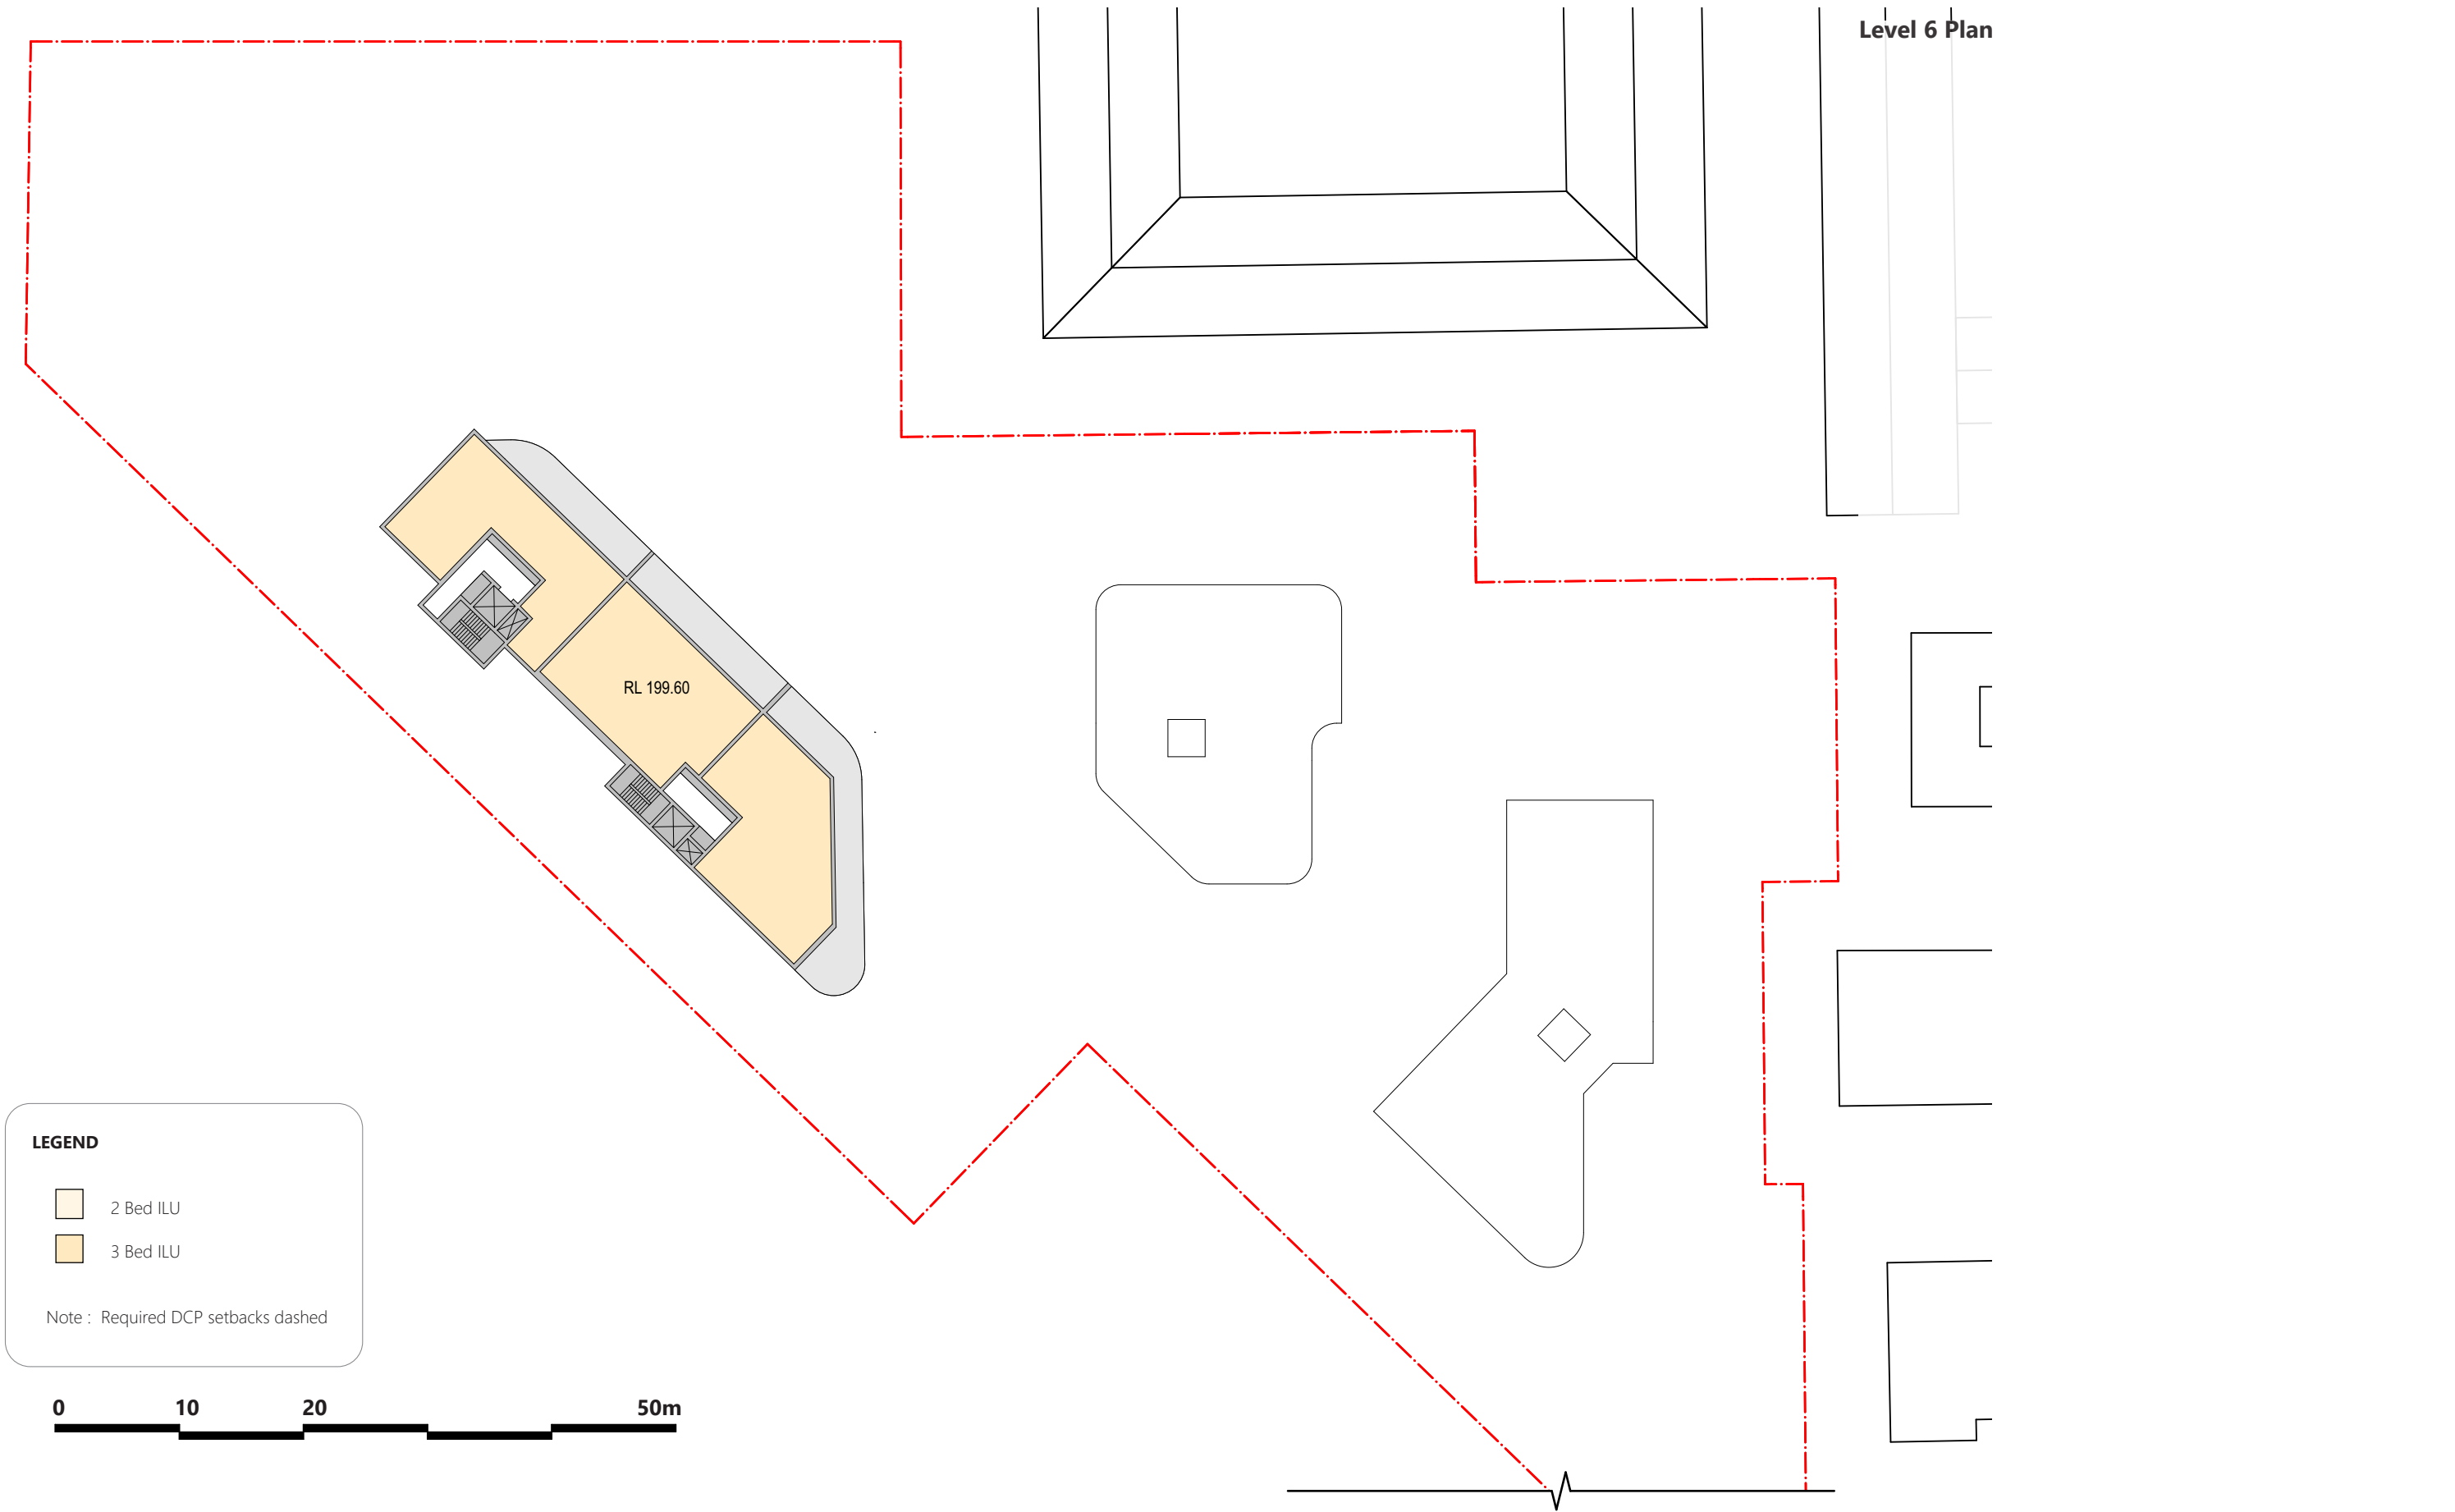 Level 6 Plan
RL 199.60
LEGEND
2 Bed ILU
3 Bed ILU
Note : Required DCP setbacks dashed
0 10 20 50m